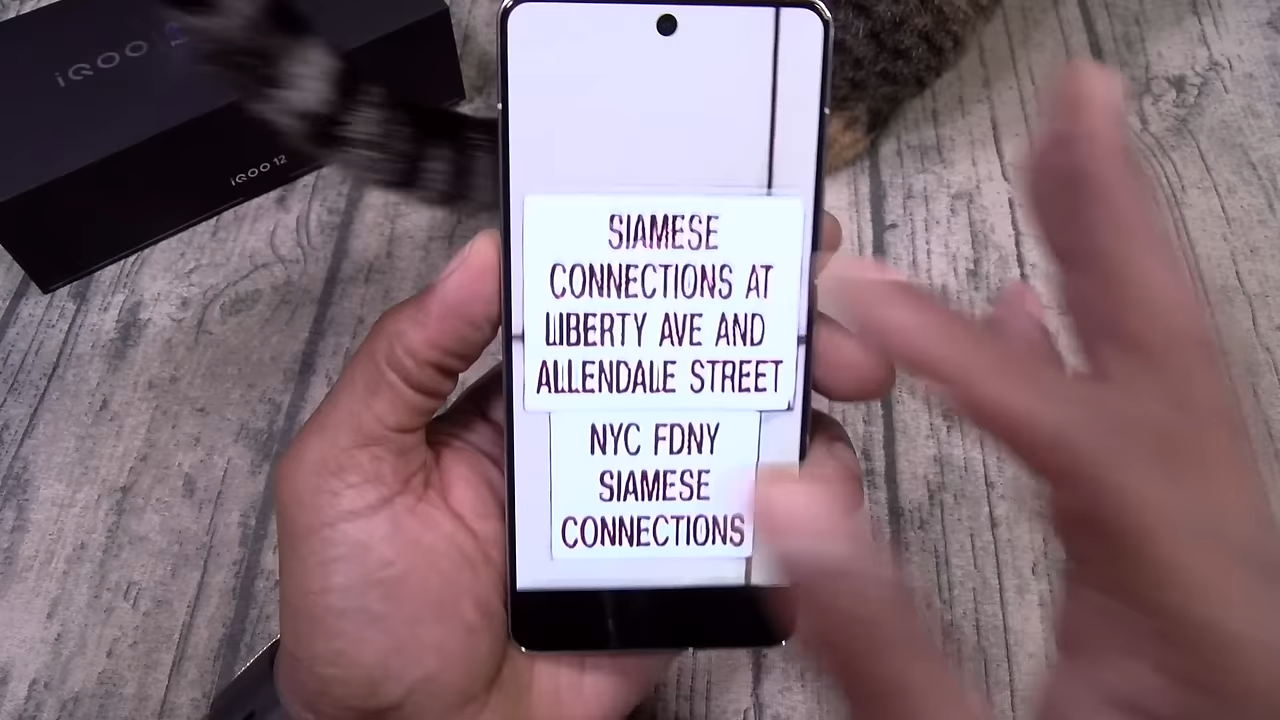 iQOO
iQOO 12
SIAMESE
CONNECTIONS AT
LIBERTY AVE AND
ALLENDALE STREET
NYC FDNY
SIAMESE
CONNECTIONS